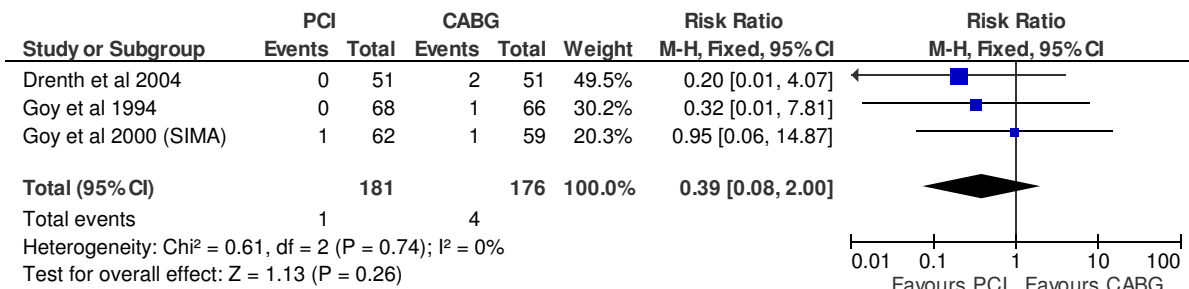 PCI CABG Risk Ratio Risk Ratio
Study or Subgroup Events Total Events Total Weight M-H, Fixed, 95% CI M-H, Fixed, 95% CI
Drenth et al 2004 0 51 2 51 49.5% 0.20 [0.01, 4.07]
Goy et al 1994 0 68 1 66 30.2% 0.32 [0.01, 7.81]
Goy et al 2000 (SIMA) 1 62 1 59 20.3% 0.95 [0.06, 14.87]
Total (95% CI) 181 176 100.0% 0.39 [0.08, 2.00]
Total events 1 4
Heterogeneity: Chi² = 0.61, df = 2 (P = 0.74); I² = 0%
Test for overall effect: Z = 1.13 (P = 0.26)
0.01 0.1 1 10 100
Favours PCI Favours CABG